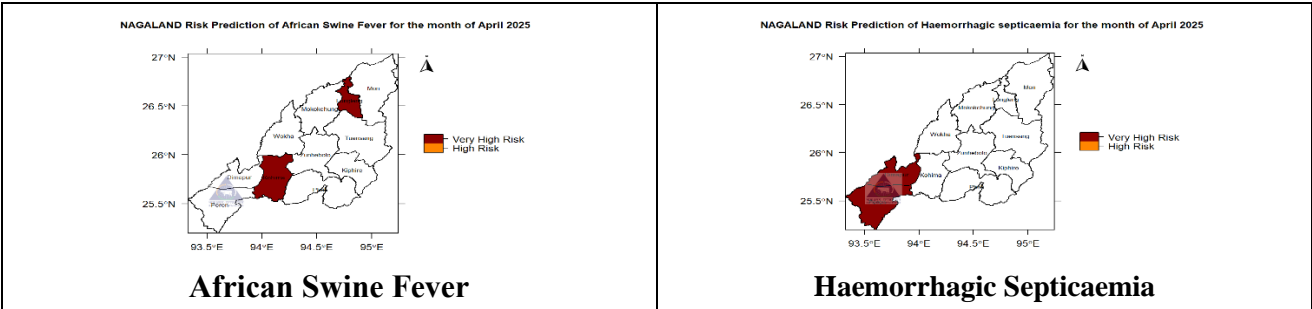 NAGALAND Risk Prediction of African Swine Fever for the month of April 2025
27°N
26.5°N
26°N
25.5°N
93.5°E 94°E 94.5°E 95°E
Mon
Mokokchung
Wokha
Tuensang
Zunheboto
Kiphire
Dimapur
Peren
Very High Risk
High Risk
African Swine Fever
NAGALAND Risk Prediction of Haemorrhagic septicaemia for the month of April 2025
27°N
26.5°N
26°N
25.5°N
93.5°E 94°E 94.5°E 95°E
Mon
Longleng
Mokokchung
Wokha
Tuensang
Zunheboto
Kiphire
Kohima
Very High Risk
High Risk
Haemorrhagic Septicaemia